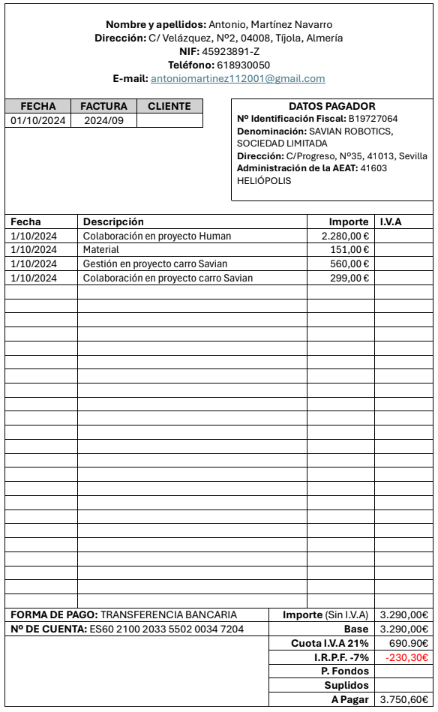 Nombre y apellidos: Antonio, Martínez Navarro
Dirección: C/ Velázquez, Nº2, 04008, Tíjola, Almería
NIF: 45923891-Z
Teléfono: 618930050
E-mail: antoniomartinez112001@gmail.com
FECHA FACTURA CLIENTE
01/10/2024 2024/09
DATOS PAGADOR
Nº Identificación Fiscal: B19727064
Denominación: SAVIAN ROBOTICS,
SOCIEDAD LIMITADA
Dirección: C/Progreso, Nº35, 41013, Sevilla
Administración de la AEAT: 41603
HELIÓPOLIS
Fecha Descripción Importe I.V.A
1/10/2024 Colaboración en proyecto Human 2.280,00 €
1/10/2024 Material 151,00 €
1/10/2024 Gestión en proyecto carro Savian 560,00 €
1/10/2024 Colaboración en proyecto carro Savian 299,00 €
FORMA DE PAGO: TRANSFERENCIA BANCARIA Importe (Sin I.V.A) 3.290,00€
Nº DE CUENTA: ES60 2100 2033 5502 0034 7204 Base 3.290,00€
Cuota I.V.A 21% 690.90€
I.R.P.F. -7% -230,30€
P. Fondos
Suplidos
A Pagar 3.750,60€